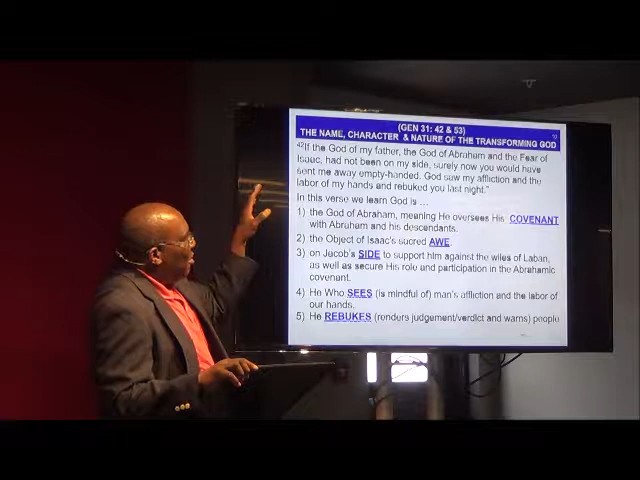 (GEN 31: 42 & 53)
THE NAME, CHARACTER & NATURE OF THE TRANSFORMING GOD
10
42If the God of my father, the God of Abraham and the Fear of
Isaac, had not been on my side, surely now you would have
sent me away empty-handed. God saw my affliction and the
labor of my hands and rebuked you last night."
In this verse we learn God is ...
1) the God of Abraham, meaning He oversees His COVENANT
with Abraham and his descendants.
2) the Object of Isaac's sacred AWE.
3) on Jacob's SIDE to support him against the wiles of Laban,
as well as secure His role and participation in the Abrahamic
covenant.
4) He Who SEES (is mindful of) man's affliction and the labor of
our hands.
5) He REBUKES (renders judgement/verdict and warns) people